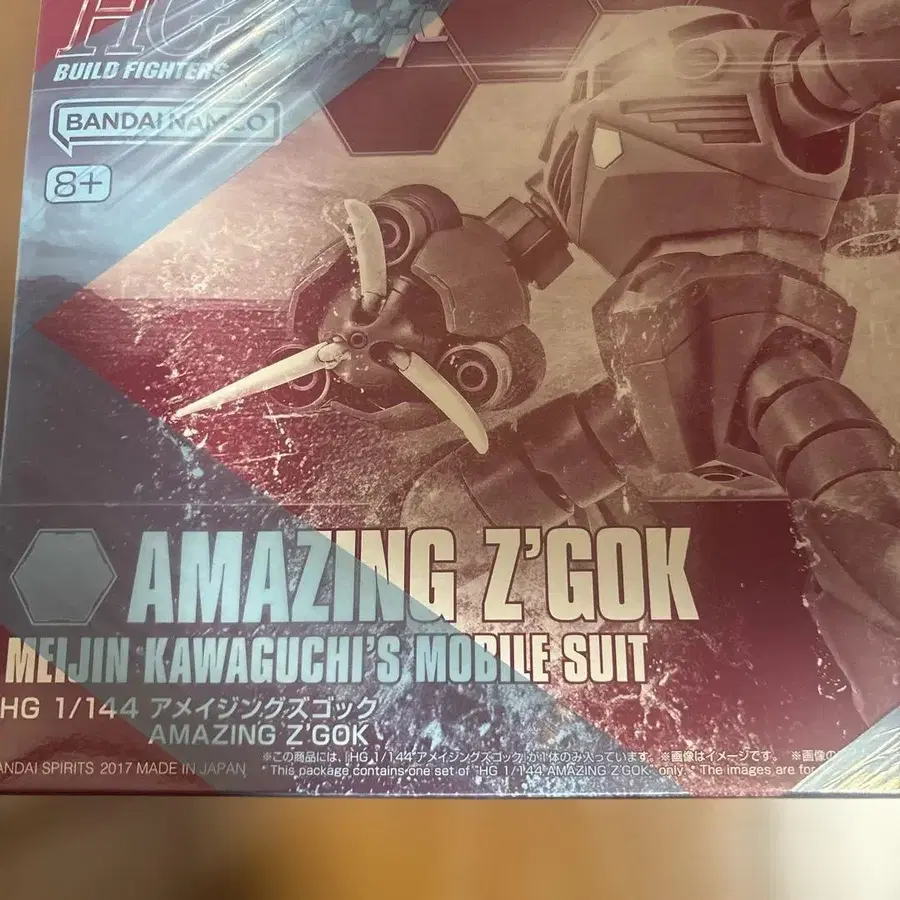 HG
BUILD FIGHTERS
BANDAI NAMCO
8+
AMAZING Z'GOK
MEIJIN KAWAGUCHI'S MOBILE SUIT
HG 1/144 アメイジングズゴック
AMAZING Z'GOK
※この商品には、「HG 1/144 アメイジングズゴック」が1体のみ入っています。 ※画像はイメージです。 ※画像の
ANDAI SPIRITS 2017 MADE IN JAPAN
* This package contains one set of "HG 1/144 AMAZING Z'GOK" only. * The images are for